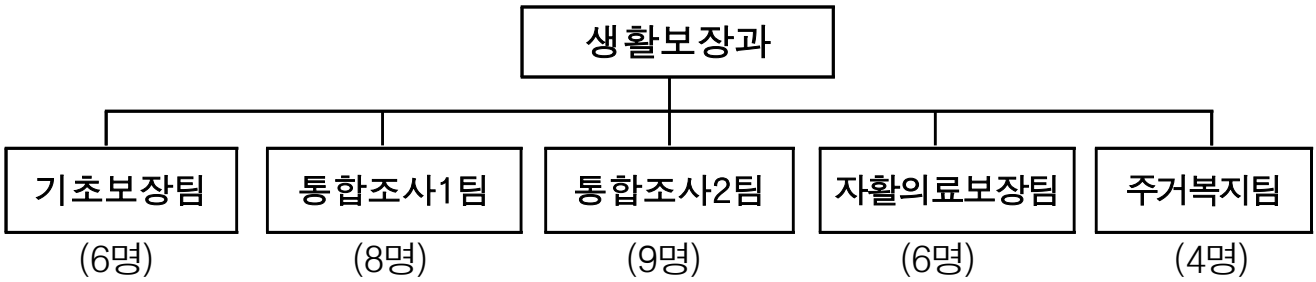 생활보장과
기초보장팀 통합조사1팀 통합조사2팀 자활의료보장팀 주거복지팀
(6명) (8명) (9명) (6명) (4명)